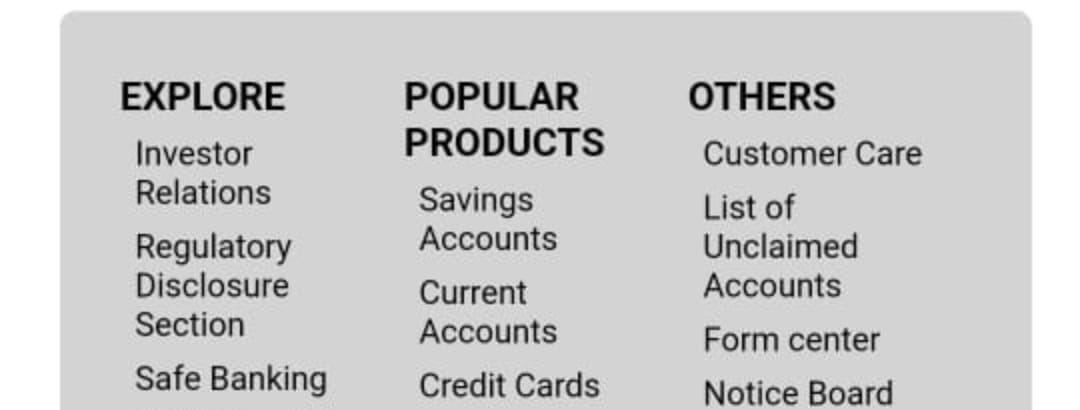 EXPLORE
Investor
Relations
Regulatory
Disclosure
Section
Safe Banking
POPULAR
PRODUCTS
Savings
Accounts
Current
Accounts
Credit Cards
OTHERS
Customer Care
List of
Unclaimed
Accounts
Form center
Notice Board